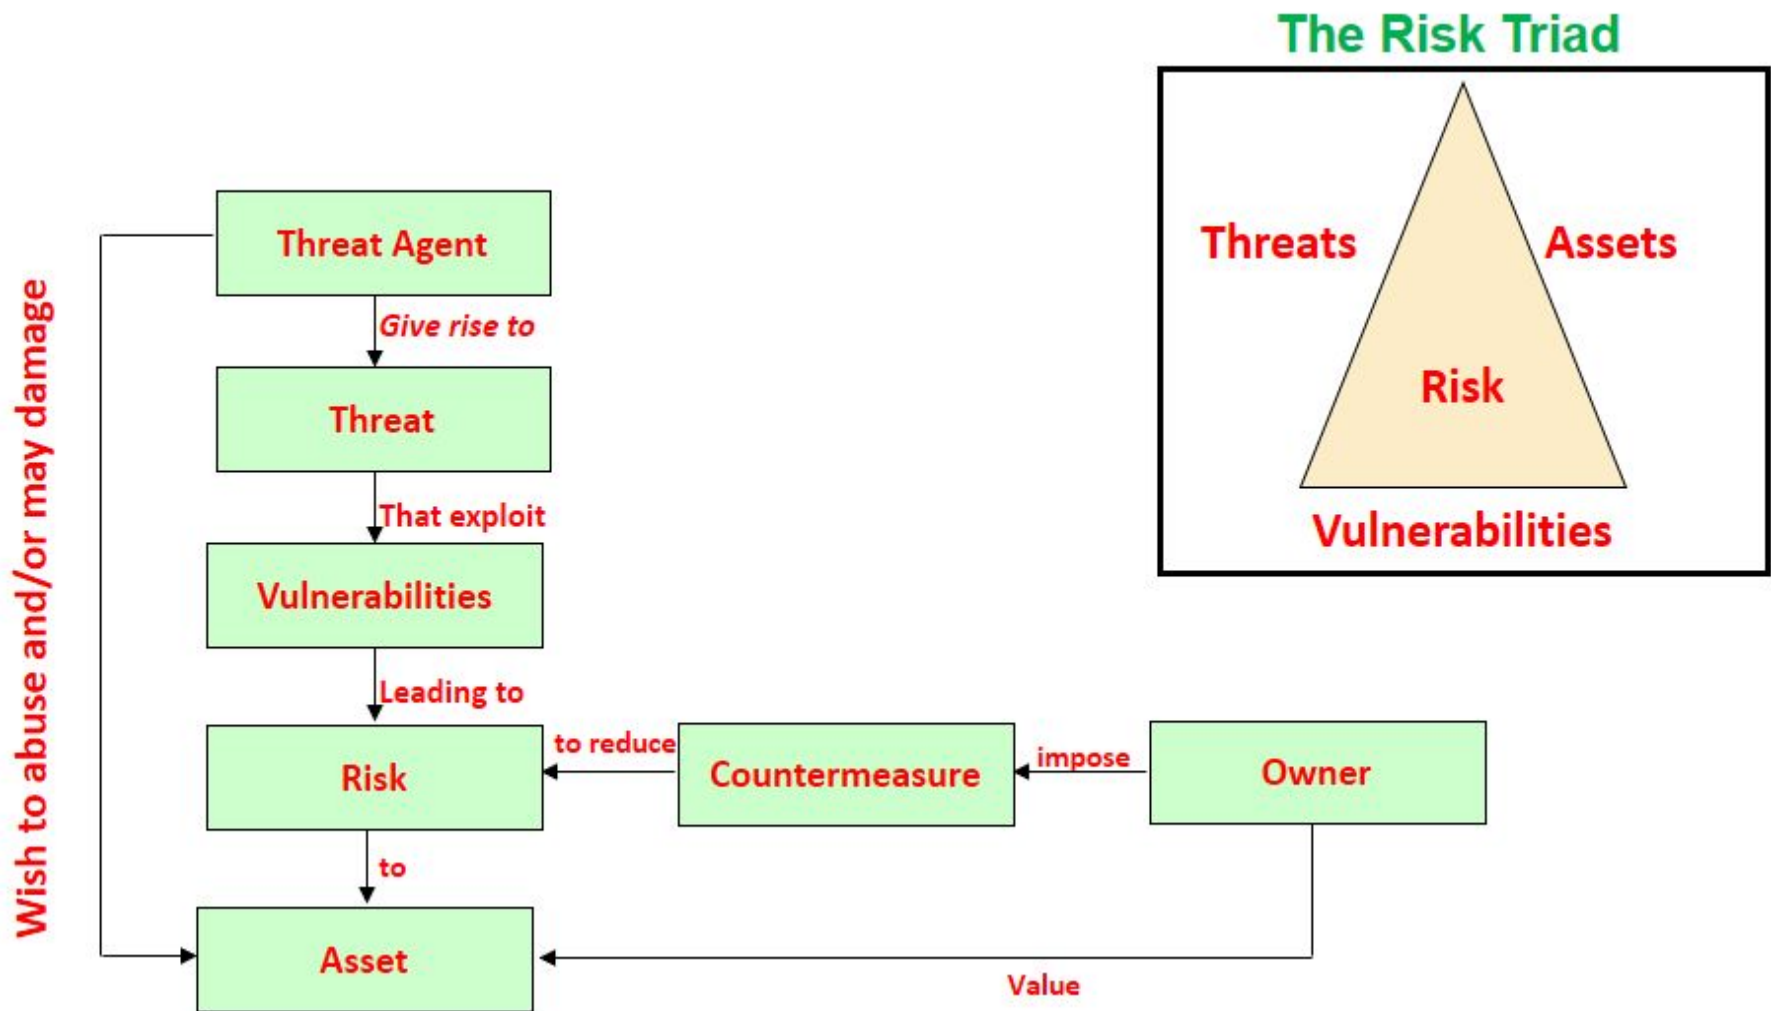 The Risk Triad
Threats
Assets
Risk
Vulnerabilities
Wish to abuse and/or may damage
Threat Agent
Give rise to
Threat
That exploit
Vulnerabilities
Leading to
Risk
to reduce
Countermeasure
impose
Owner
to
Asset
Value